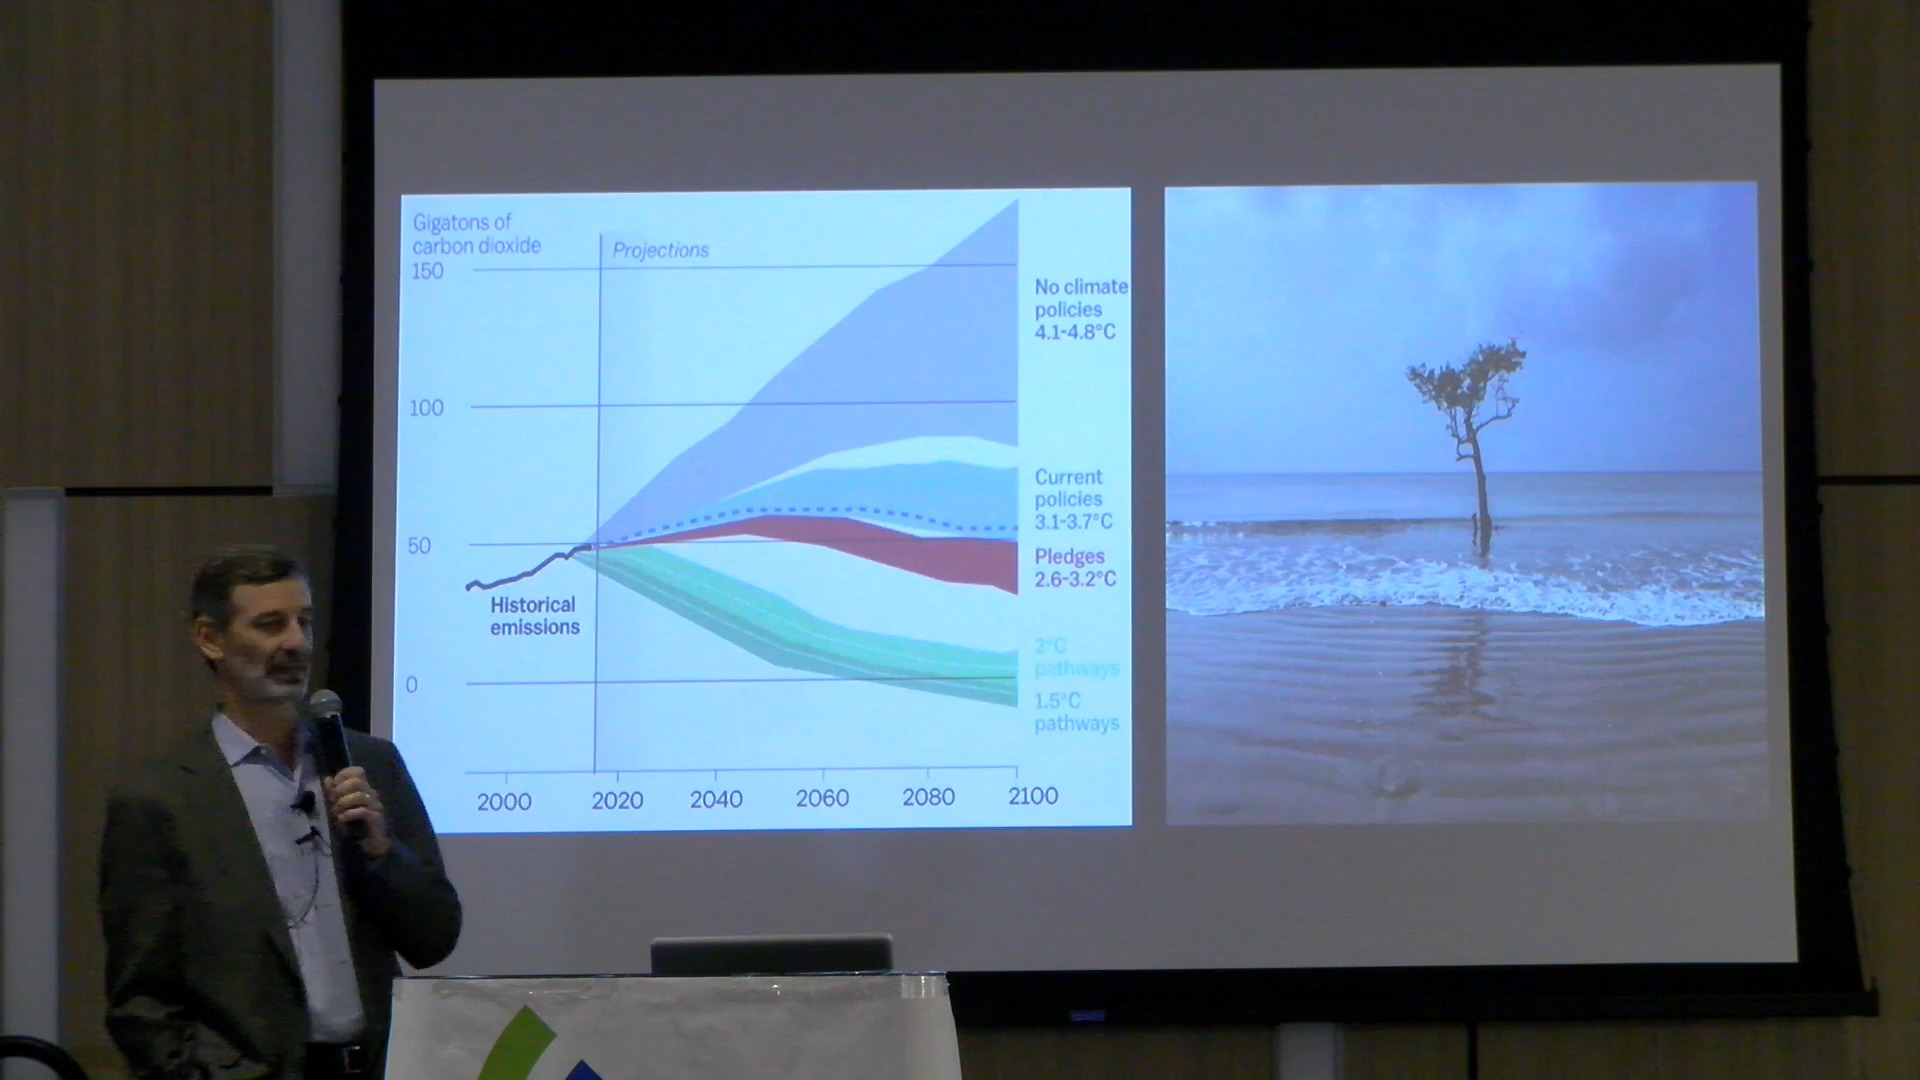 Gigatons of
carbon dioxide
150
Projections
No climate
policies
4.1-4.8°C
100
Current
policies
3.1-3.7°C
50
Pledges
2.6-3.2°C
Historical
emissions
2°C
pathways
0
1.5°C
pathways
2000 2020 2040 2060 2080 2100